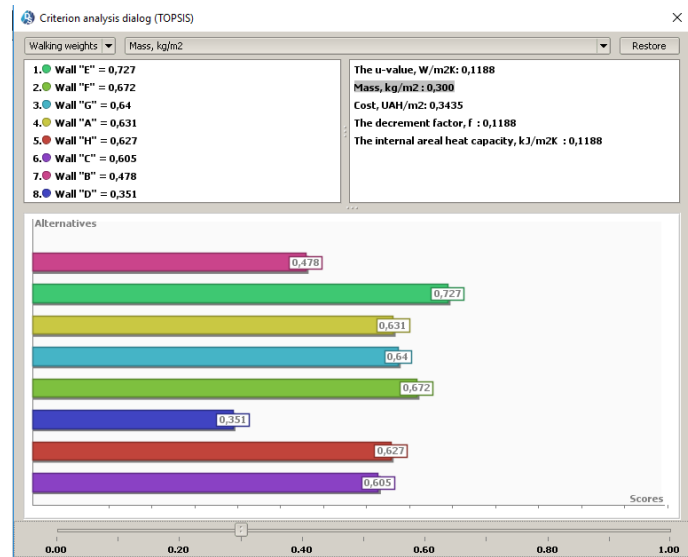 Criterion analysis dialog (TOPSIS)
Walking weights
Mass, kg/m2
Restore
1. Wall "E" = 0,727
2. Wall "F" = 0,672
3. Wall "G" = 0,64
4. Wall "A" = 0,631
5. Wall "H" = 0,627
6. Wall "C" = 0,605
7. Wall "B" = 0,478
8. Wall "D" = 0,351
The u-value, W/m2K: 0,1188
Mass, kg/m2 : 0,300
Cost, UAH/m2: 0,3435
The decrement factor, f : 0,1188
The internal areal heat capacity, kJ/m2K : 0,1188
Alternatives
0,478
0,727
0,631
0,64
0,672
0,351
0,627
0,605
Scores
0.00 0.20 0.40 0.60 0.80 1.00